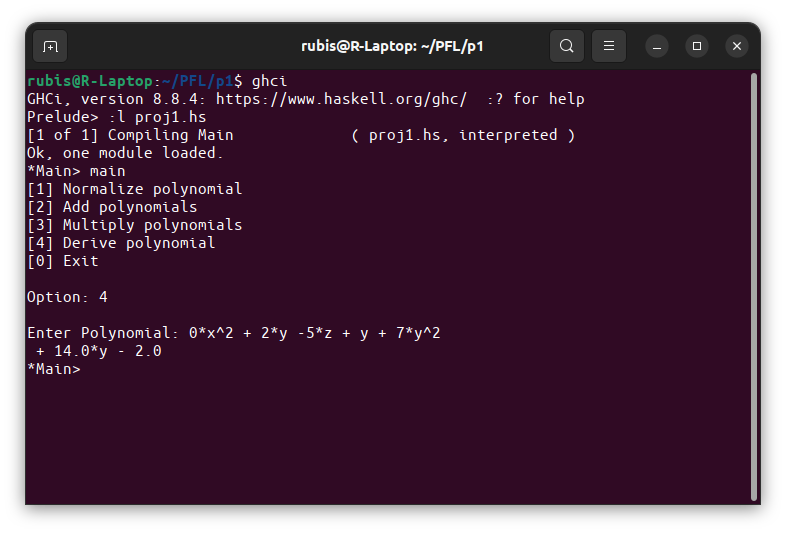 rubis@R-Laptop: ~/PFL/p1
rubis@R-Laptop:~/PFL/p1$ ghci
GHCi, version 8.8.4: https://www.haskell.org/ghc/  :? for help
Prelude> :l proj1.hs
[1 of 1] Compiling Main             ( proj1.hs, interpreted )
Ok, one module loaded.
*Main> main
[1] Normalize polynomial
[2] Add polynomials
[3] Multiply polynomials
[4] Derive polynomial
[0] Exit
Option: 4
Enter Polynomial: 0*x^2 + 2*y -5*z + y + 7*y^2
 + 14.0*y - 2.0
*Main>